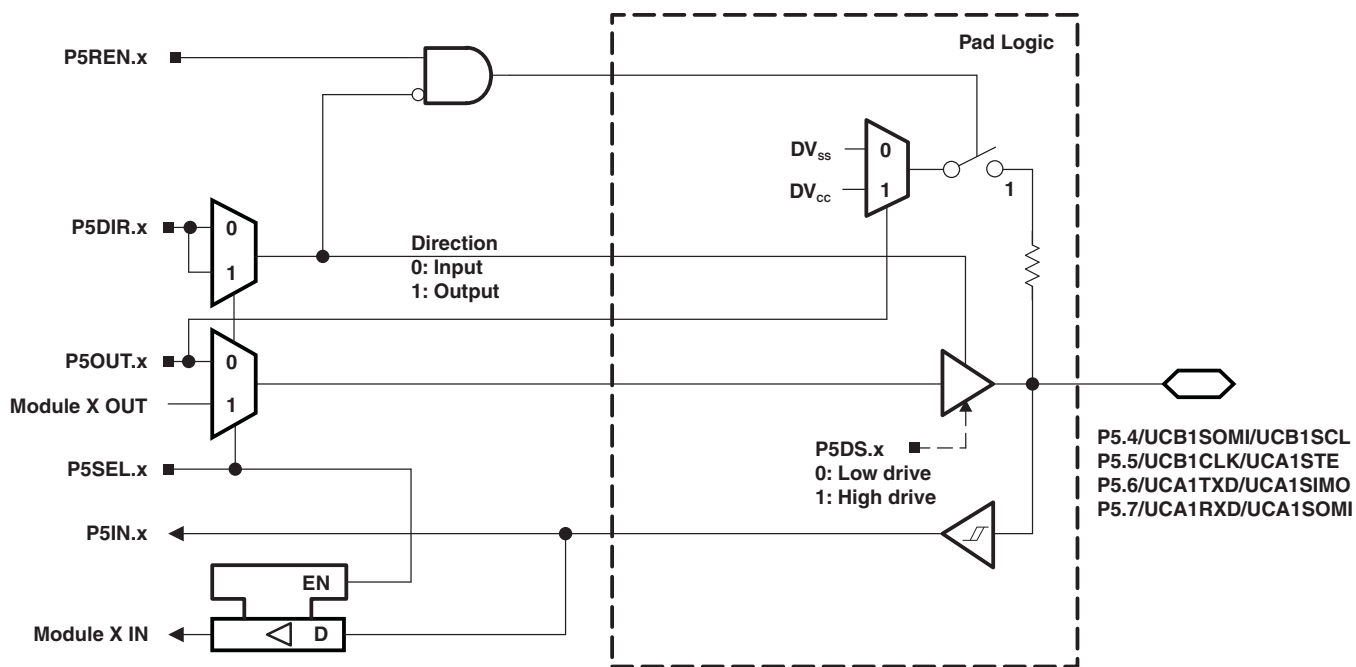 Pad Logic
P5REN.x
DVss
0
DVcc
1
1
P5DIR.x
0
1
Direction
0: Input
1: Output
P5OUT.x
0
Module X OUT
1
P5SEL.x
P5DS.x
0: Low drive
1: High drive
P5.4/UCB1SOMI/UCB1SCL
P5.5/UCB1CLK/UCA1STE
P5.6/UCA1TXD/UCA1SIMO
P5.7/UCA1RXD/UCA1SOMI
P5IN.x
EN
Module X IN
D